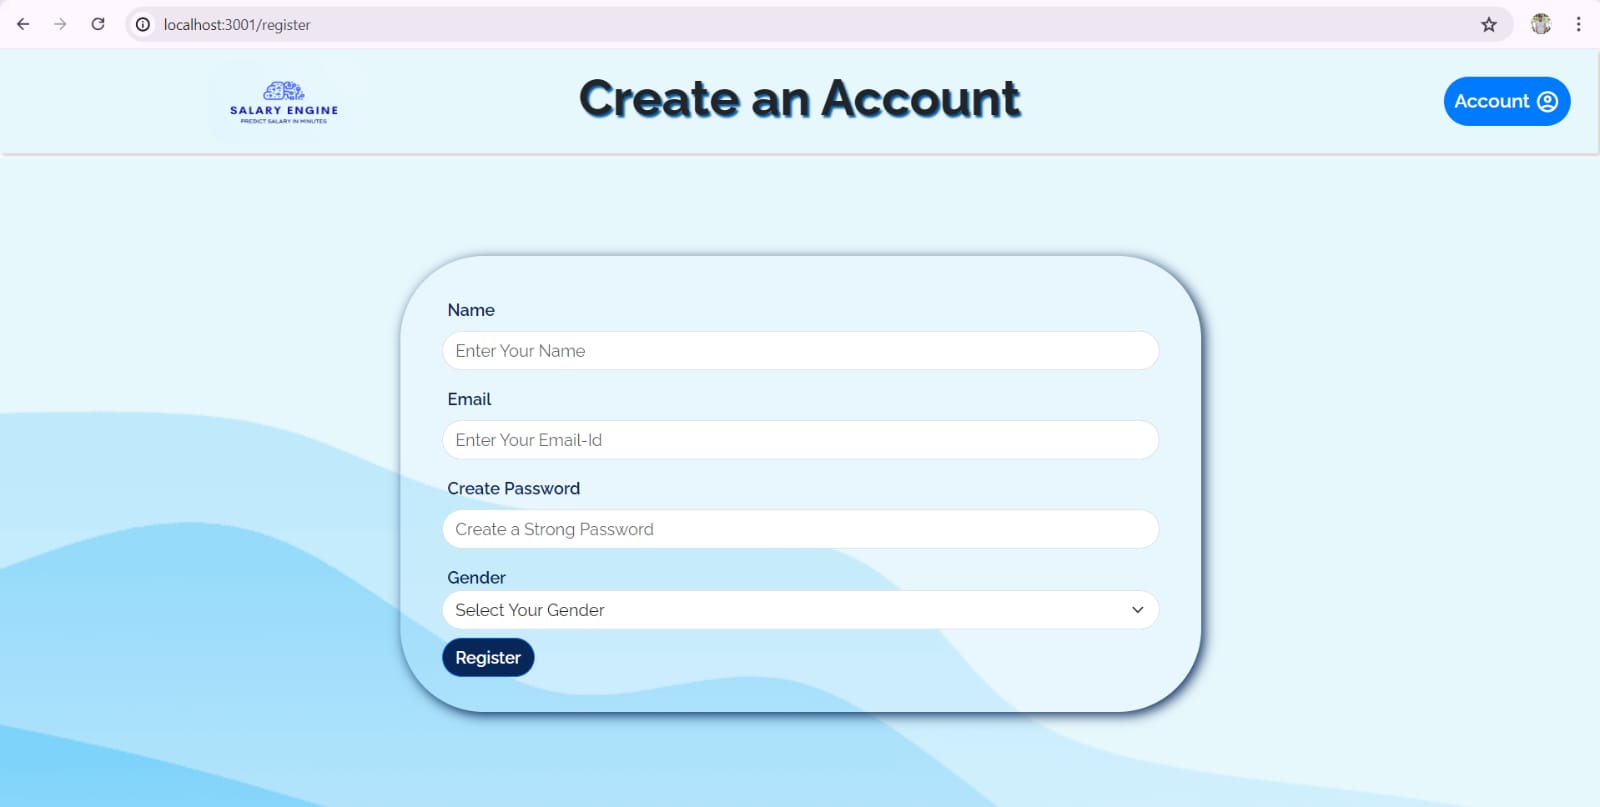 localhost:3001/register
SALARY ENGINE
PREDICT SALARY IN MINUTES
Create an Account
Account
Name
Enter Your Name
Email
Enter Your Email-Id
Create Password
Create a Strong Password
Gender
Select Your Gender
Register